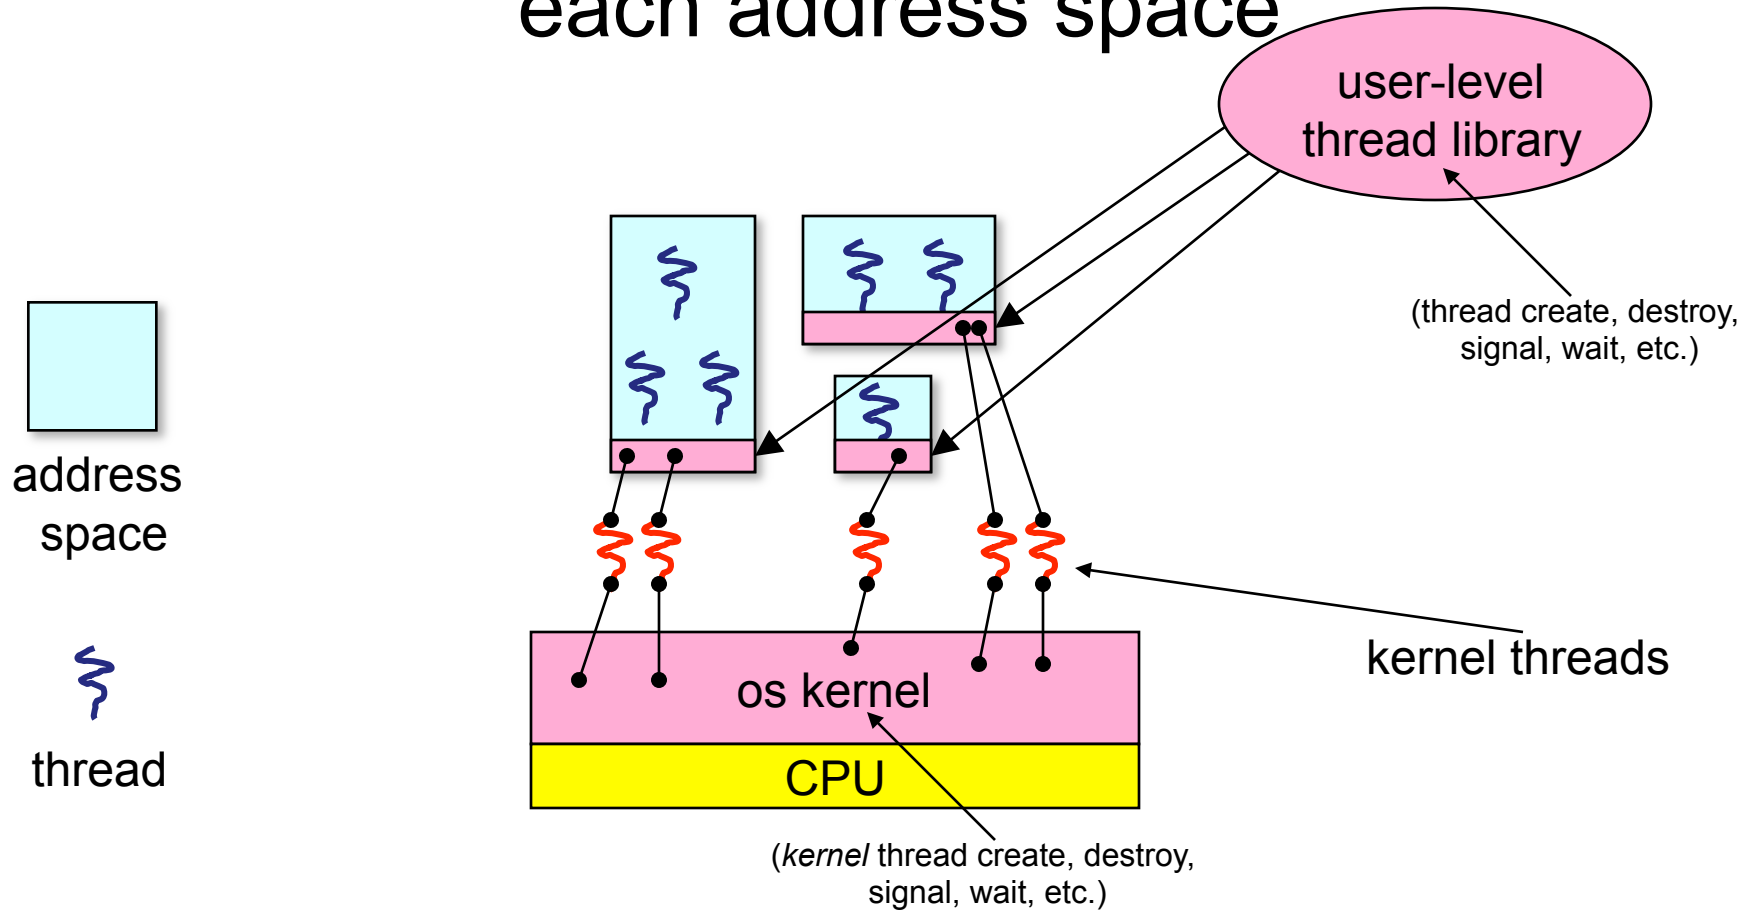 each address space
user-level
thread library
(thread create, destroy,
signal, wait, etc.)
address
space
thread
kernel threads
os kernel
CPU
(kernel thread create, destroy,
signal, wait, etc.)